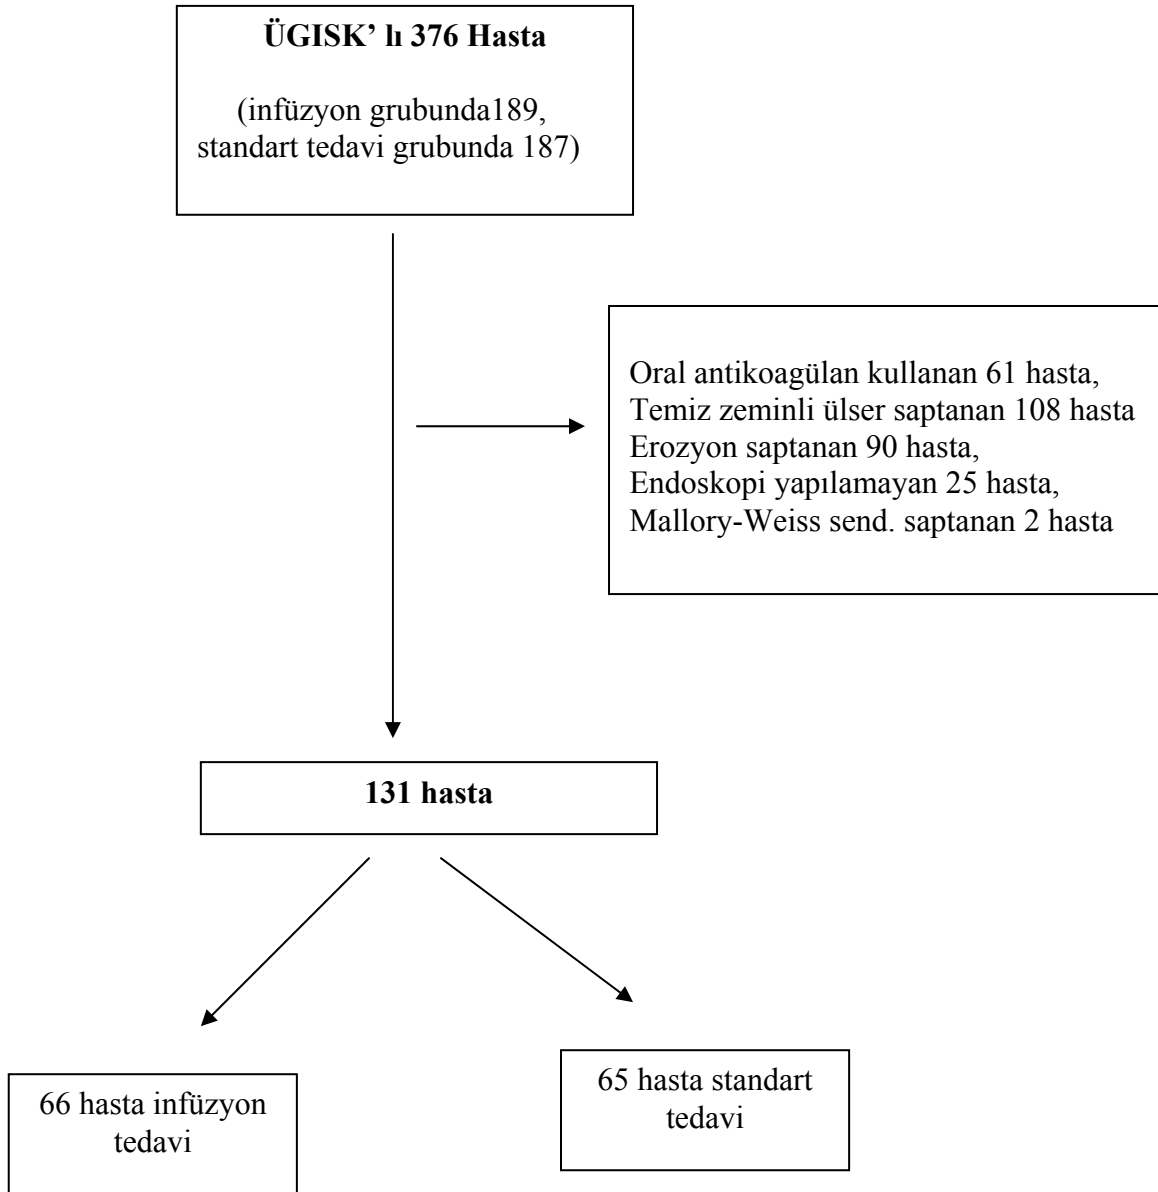 ÜGISK’ lı 376 Hasta
(infüzyon grubunda189,
standart tedavi grubunda 187)
Oral antikoagülan kullanan 61 hasta,
Temiz zeminli ülser saptanan 108 hasta
Erozyon saptanan 90 hasta,
Endoskopi yapılamayan 25 hasta,
Mallory-Weiss send. saptanan 2 hasta
131 hasta
66 hasta infüzyon
tedavi
65 hasta standart
tedavi